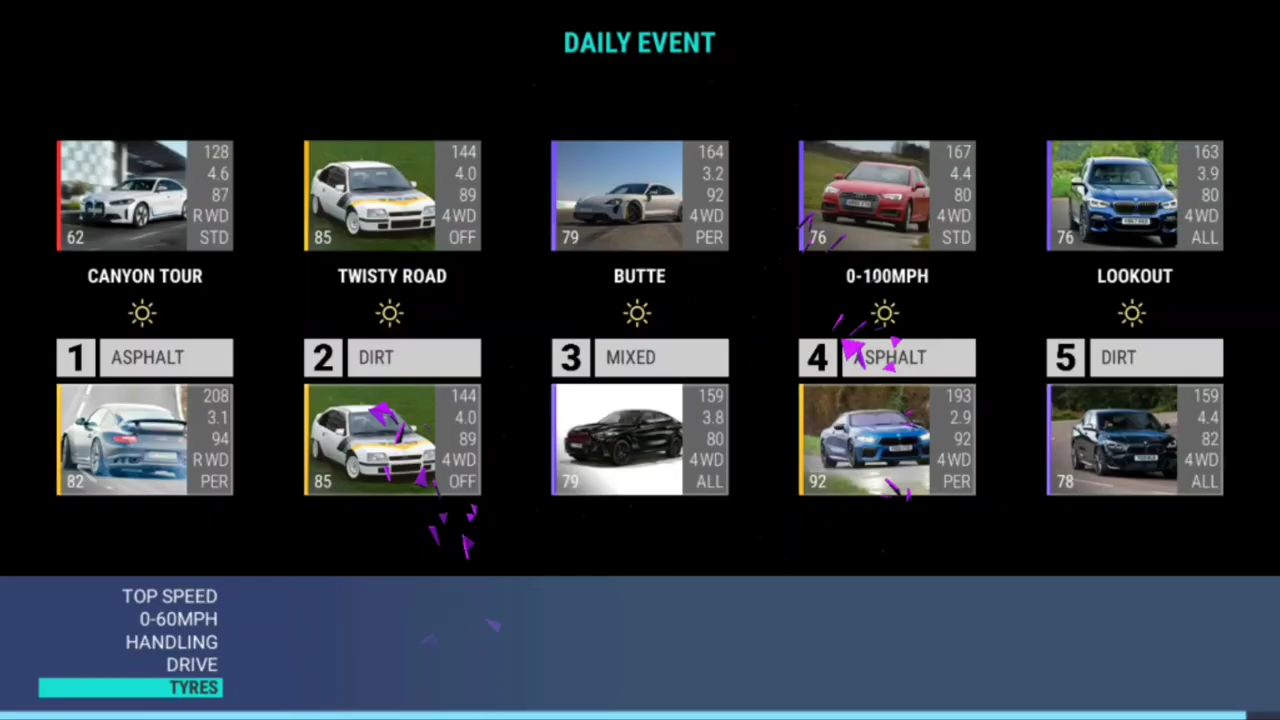 DAILY EVENT
128
4.6
87
RWD
62 STD
144
4.0
89
4WD
85 OFF
164
3.2
92
4WD
79 PER
167
4.4
80
4WD
76 STD
163
3.9
80
4WD
76 ALL
CANYON TOUR
TWISTY ROAD
BUTTE
0-100MPH
LOOKOUT
1 ASPHALT
2 DIRT
3 MIXED
4 ASPHALT
5 DIRT
208
3.1
94
RWD
82 PER
144
4.0
89
4WD
85 OFF
159
3.8
80
4WD
79 ALL
193
2.9
92
4WD
92 PER
159
4.4
82
4WD
78 ALL
TOP SPEED
0-60MPH
HANDLING
DRIVE
TYRES